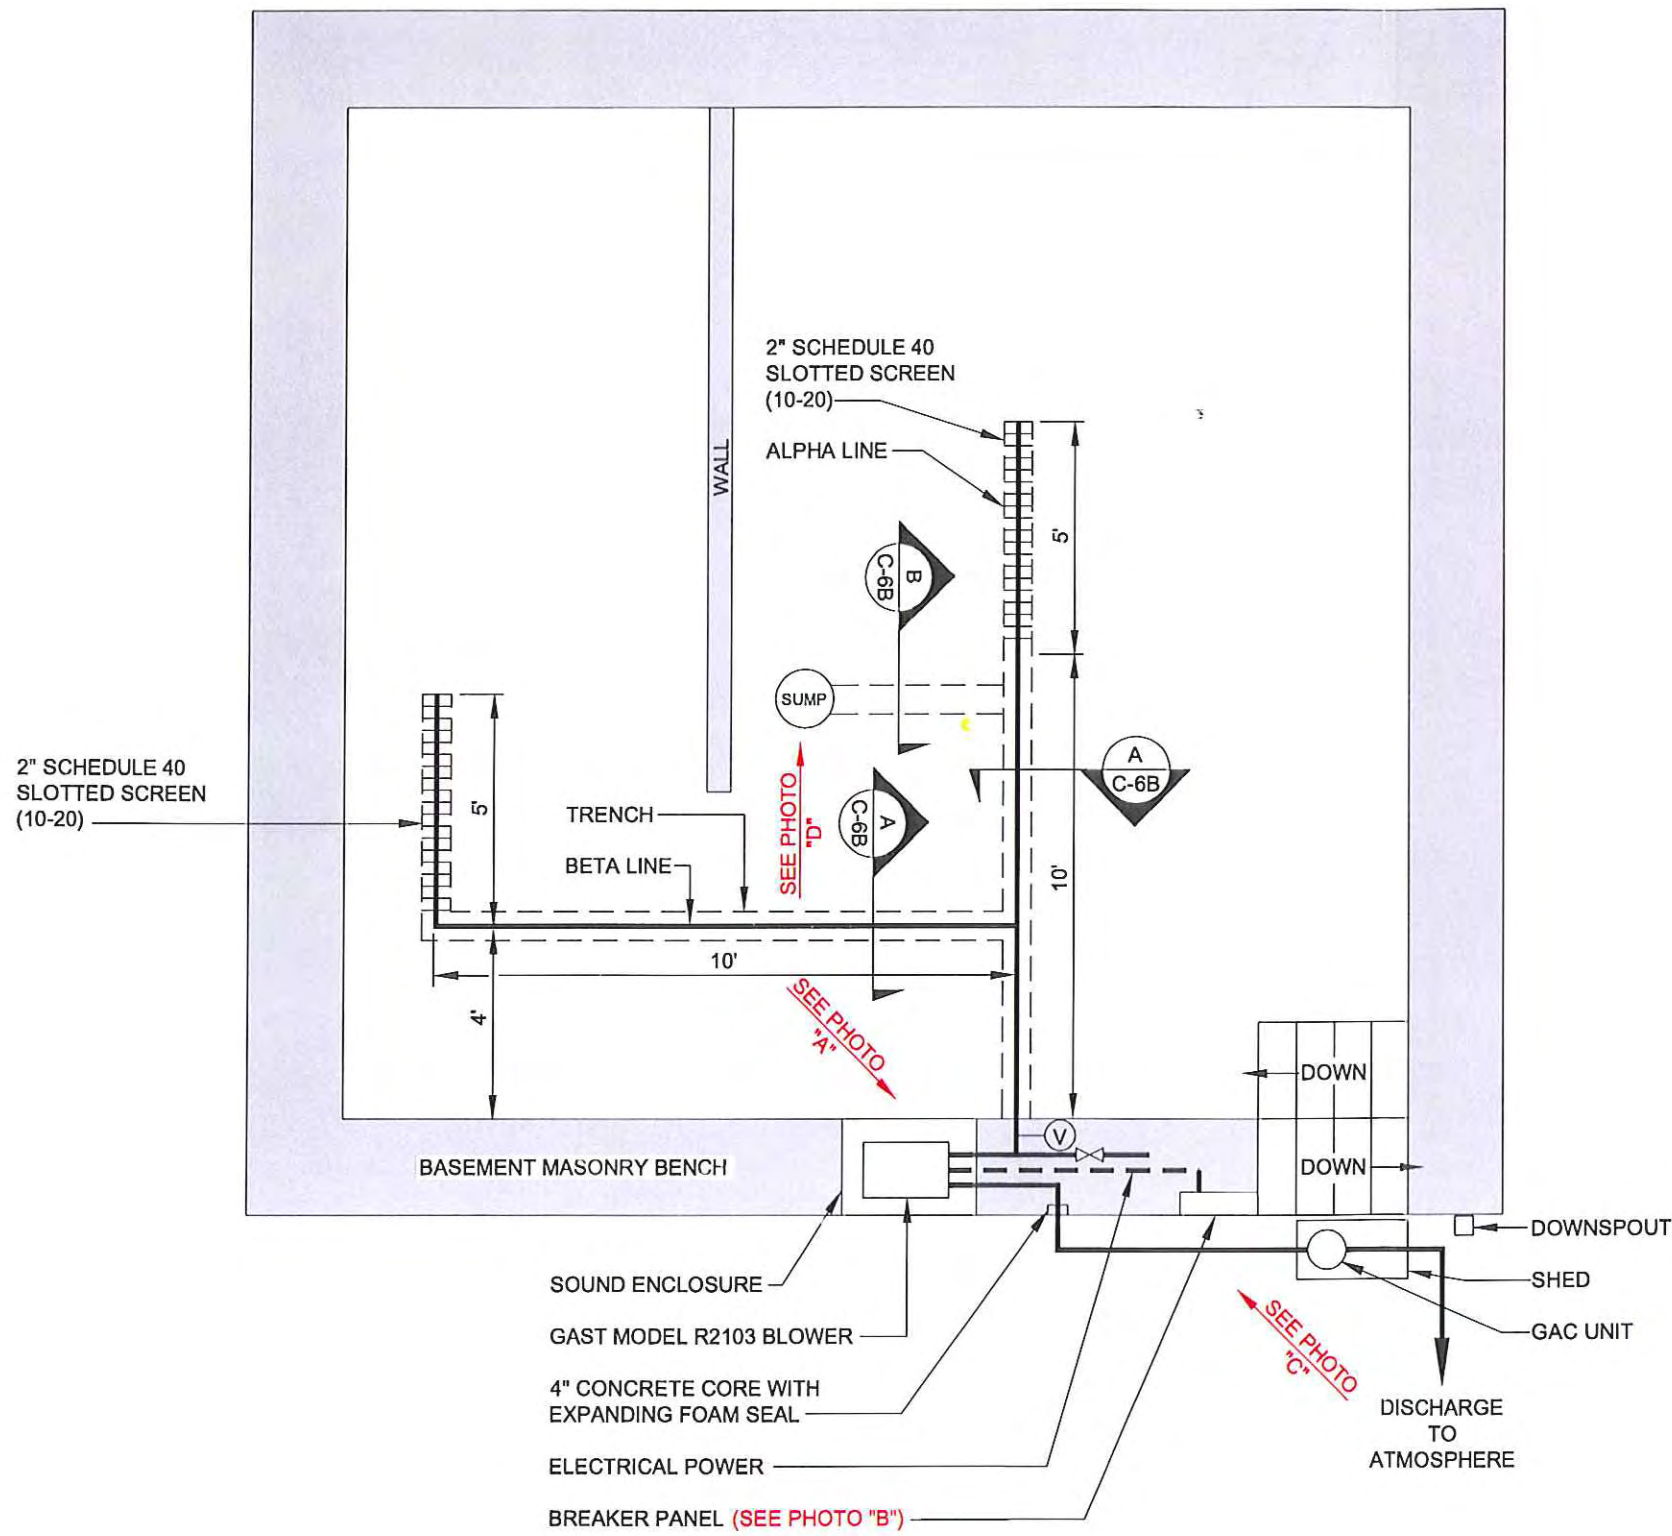 2" SCHEDULE 40
SLOTTED SCREEN
(10-20)
ALPHA LINE
WALL
5'
B
C-6B
SUMP
A
C-6B
2" SCHEDULE 40
SLOTTED SCREEN
(10-20)
5'
TRENCH
BETA LINE
SEE PHOTO
"D"
A
C-6B
10'
10'
4'
SEE PHOTO
"A"
DOWN
V
DOWN
BASEMENT MASONRY BENCH
DOWNSPOUT
SHED
GAC UNIT
SOUND ENCLOSURE
GAST MODEL R2103 BLOWER
4" CONCRETE CORE WITH
EXPANDING FOAM SEAL
ELECTRICAL POWER
BREAKER PANEL (SEE PHOTO "B")
SEE PHOTO
"C"
DISCHARGE
TO
ATMOSPHERE